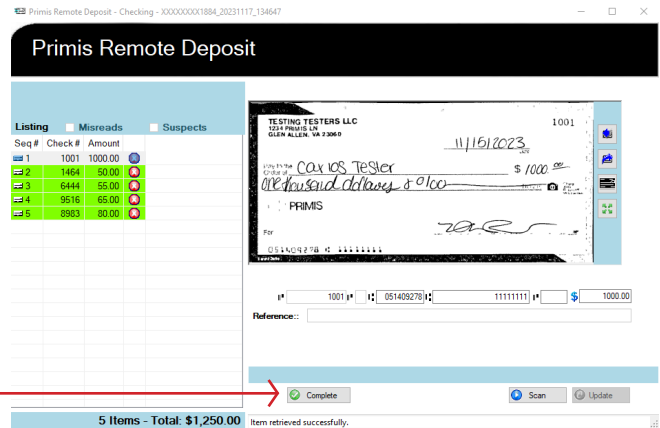 Primis Remote Deposit - Checking - XXXXXXXX1884_20231117_134647
Primis Remote Deposit
Listing Misreads Suspects
Seq # Check # Amount
1 1001 1000.00
2 1464 50.00
3 6444 55.00
4 9516 65.00
5 8983 80.00
TESTING TESTERS LLC
1234 PRIMIS LN
GLEN ALLEN, VA 23060
1001
11/15/2023
Pay to the
Order of
Carlos Tester
$ 1000.00
One thousand dollars & 0/00
PRIMIS
For
051409278 11111111
1001 051409278 11111111 $ 1000.00
Reference::
Complete Scan Update
5 Items - Total: $1,250.00
Item retrieved successfully.